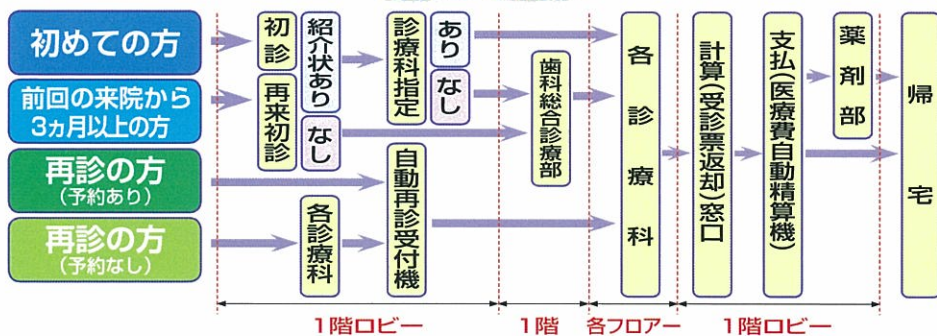 初めての方
前回の来院から
3ヵ月以上の方
再診の方
(予約あり)
再診の方
(予約なし)
初診
再来初診
紹介状あり
なし
診療科指定
あり
なし
各診療科
自動再診受付機
歯科総合診療部
各診療科
計算(受診票返却)窓口
支払(医療費自動精算機)
薬剤部
帰宅
1階ロビー
1階
各フロアー
1階ロビー